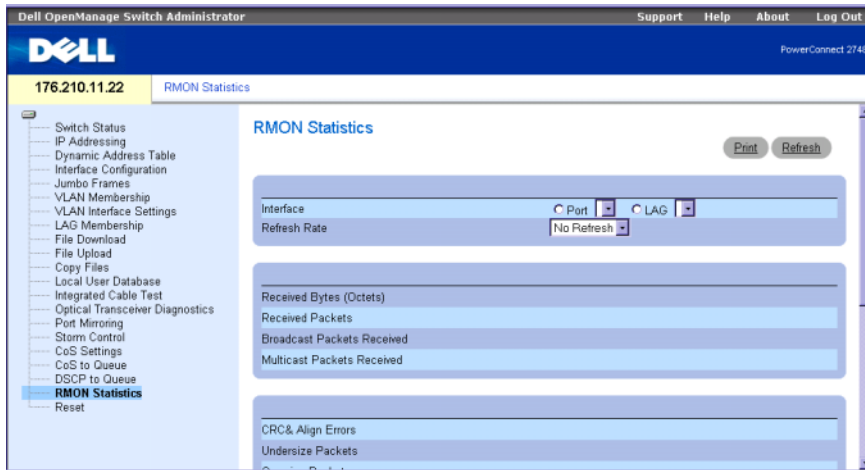 Dell OpenManage Switch Administrator
Support Help About Log Out
DELL
PowerConnect 2748
176.210.11.22
RMON Statistics
Switch Status
IP Addressing
Dynamic Address Table
Interface Configuration
Jumbo Frames
VLAN Membership
VLAN Interface Settings
LAG Membership
File Download
File Upload
Copy Files
Local User Database
Integrated Cable Test
Optical Transceiver Diagnostics
Port Mirroring
Storm Control
CoS Settings
CoS to Queue
DSCP to Queue
RMON Statistics
Reset
RMON Statistics
Print Refresh
Interface Port LAG
Refresh Rate No Refresh
Received Bytes (Octets)
Received Packets
Broadcast Packets Received
Multicast Packets Received
CRC& Align Errors
Undersize Packets